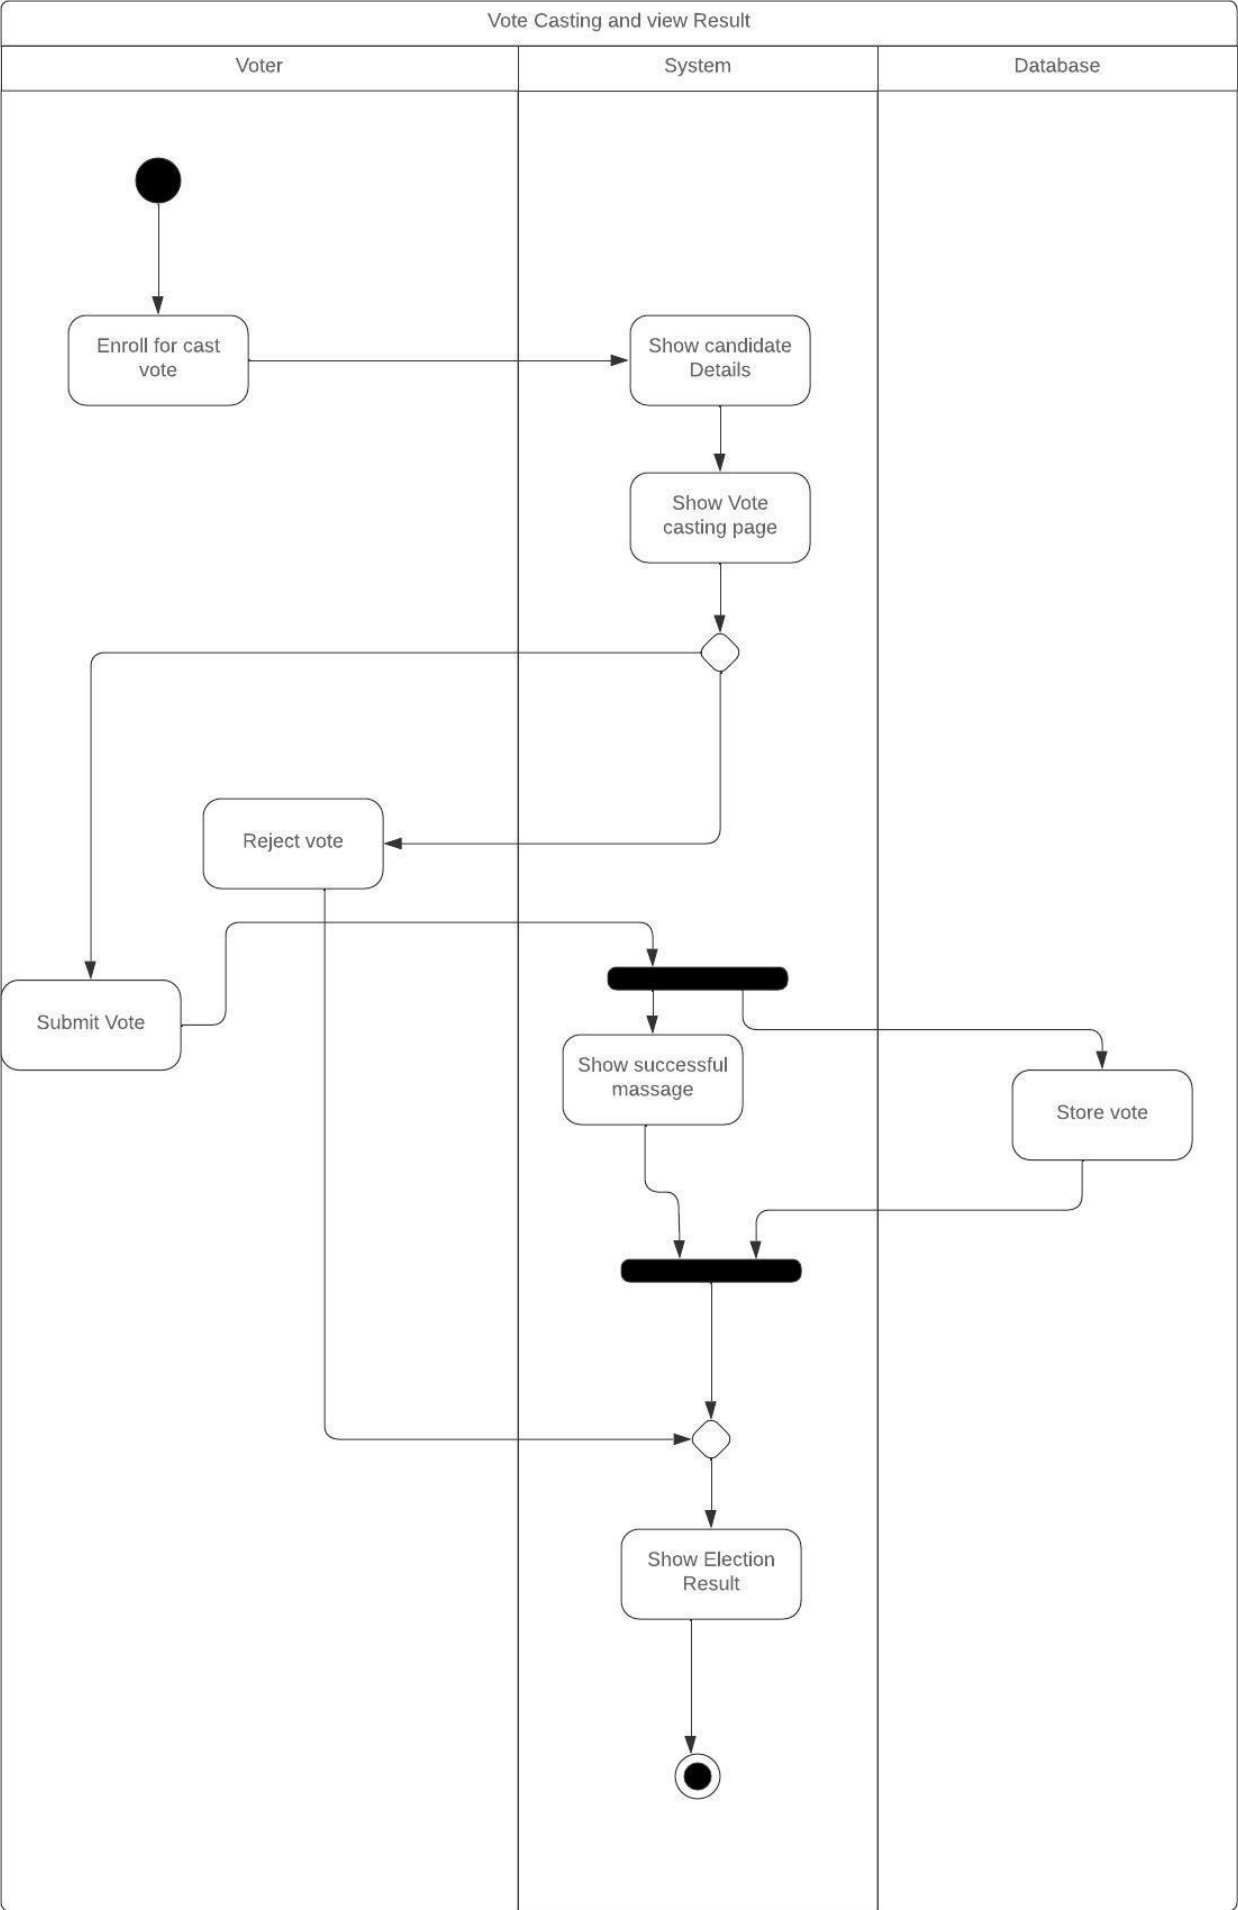 Vote Casting and view Result
Voter
System
Database
Enroll for cast
vote
Show candidate
Details
Show Vote
casting page
Reject vote
Submit Vote
Show successful
massage
Store vote
Show Election
Result